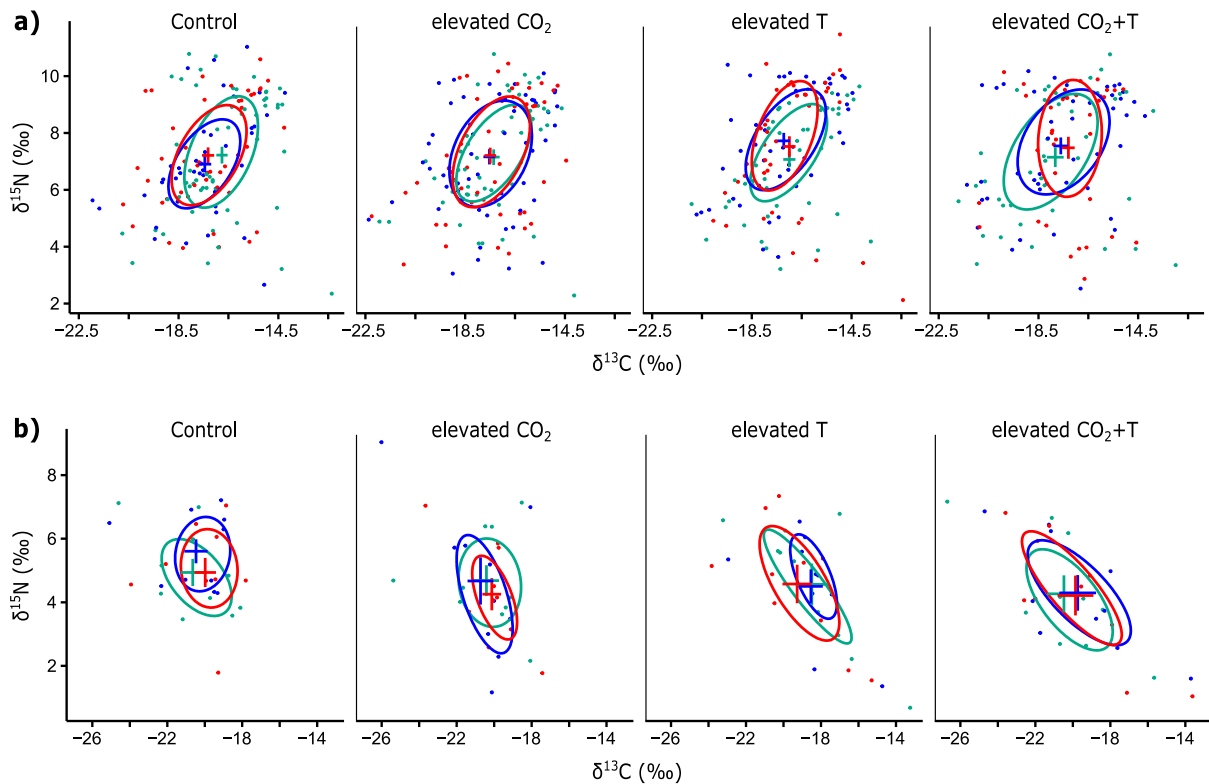 a)
Control
elevated CO₂
elevated T
elevated CO₂+T
δ¹⁵N (‰)
10
8
6
4
2
−22.5 −18.5 −14.5 −22.5 −18.5 −14.5 −22.5 −18.5 −14.5 −22.5 −18.5 −14.5
δ¹³C (‰)
b)
Control
elevated CO₂
elevated T
elevated CO₂+T
δ¹⁵N (‰)
8
6
4
2
−26 −22 −18 −14 −26 −22 −18 −14 −26 −22 −18 −14 −26 −22 −18 −14
δ¹³C (‰)